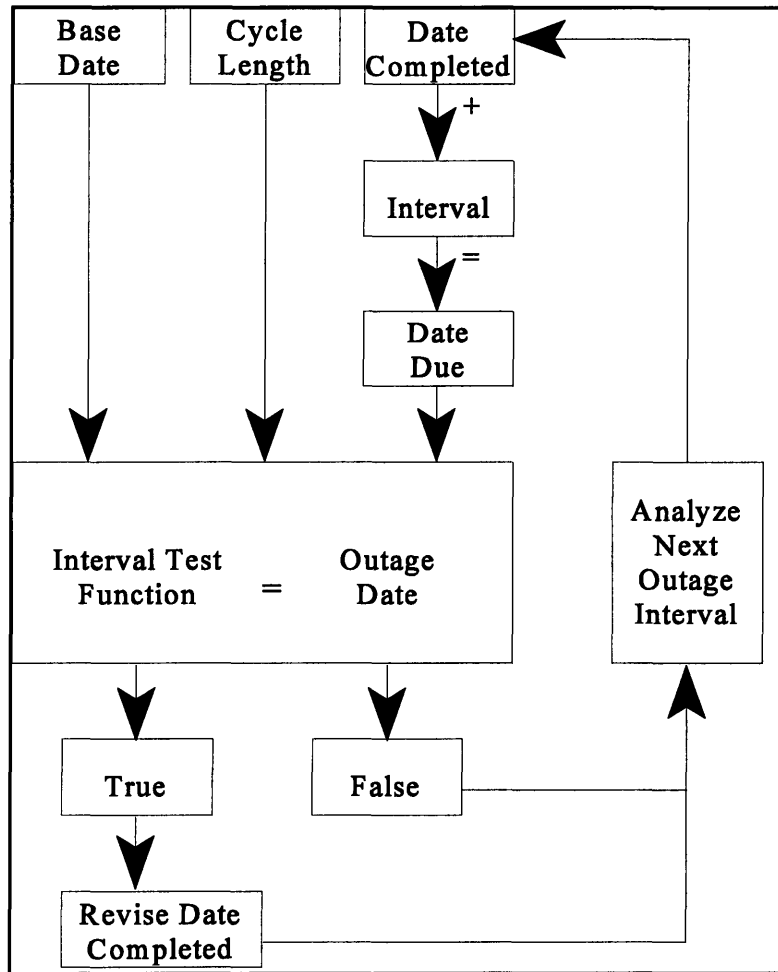 Base
Date
Cycle
Length
Date
Completed
+
Interval
=
Date
Due
Interval Test
Function
=
Outage
Date
Analyze
Next
Outage
Interval
True
False
Revise Date
Completed